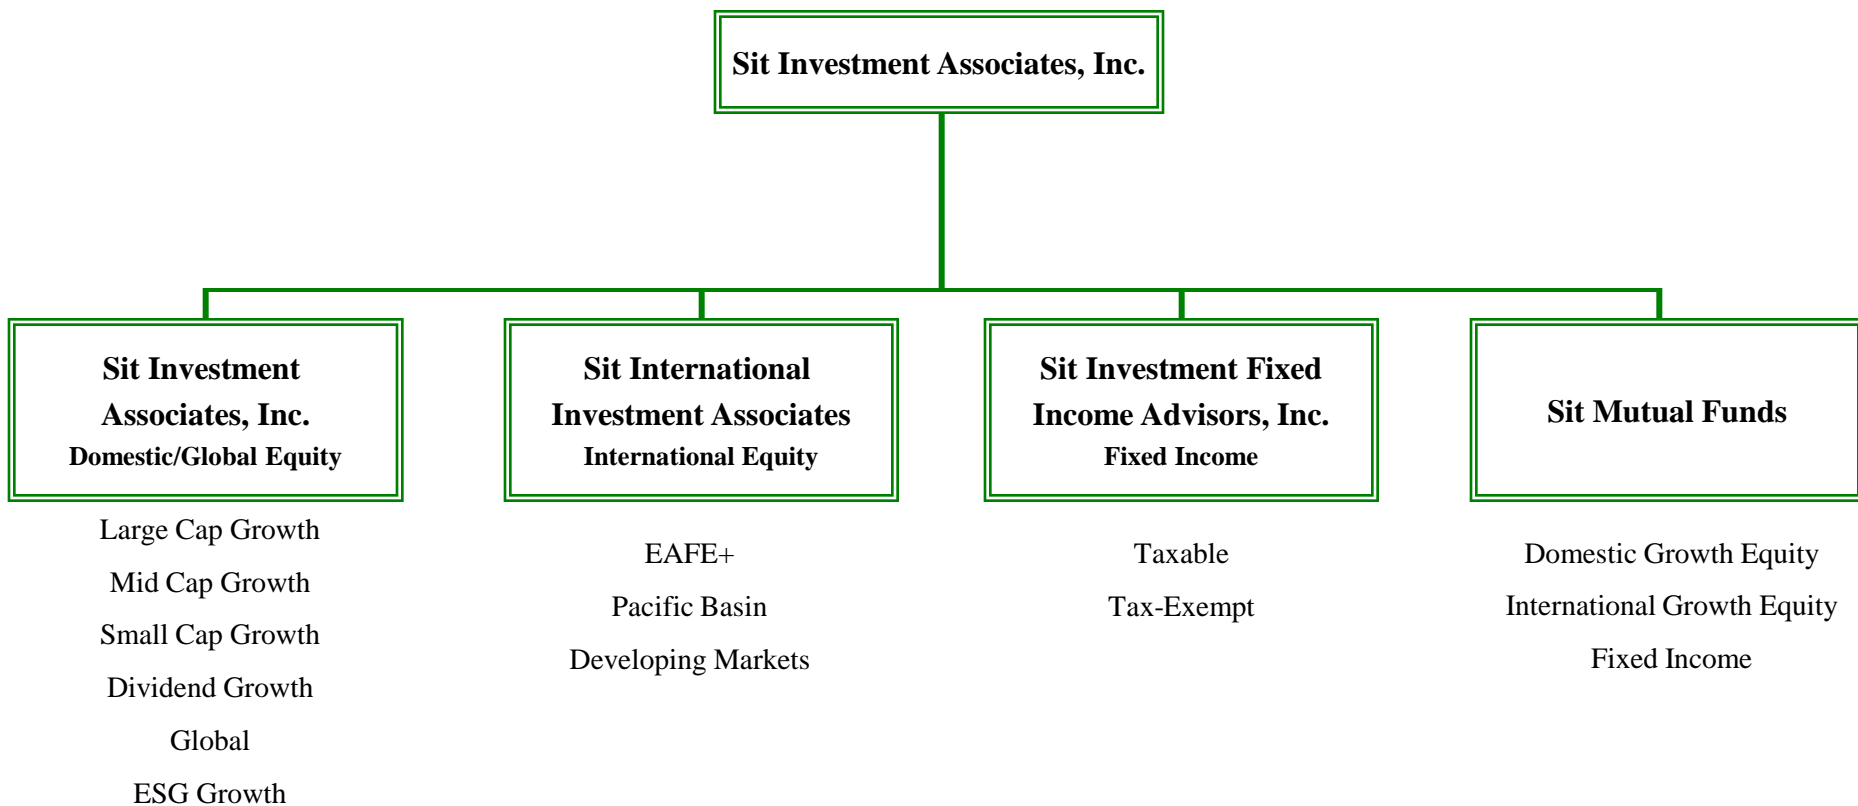 Sit Investment Associates, Inc.
Sit Investment
Associates, Inc.
Domestic/Global Equity
Large Cap Growth
Mid Cap Growth
Small Cap Growth
Dividend Growth
Global
ESG Growth
Sit International
Investment Associates
International Equity
EAFE+
Pacific Basin
Developing Markets
Sit Investment Fixed
Income Advisors, Inc.
Fixed Income
Taxable
Tax-Exempt
Sit Mutual Funds
Domestic Growth Equity
International Growth Equity
Fixed Income